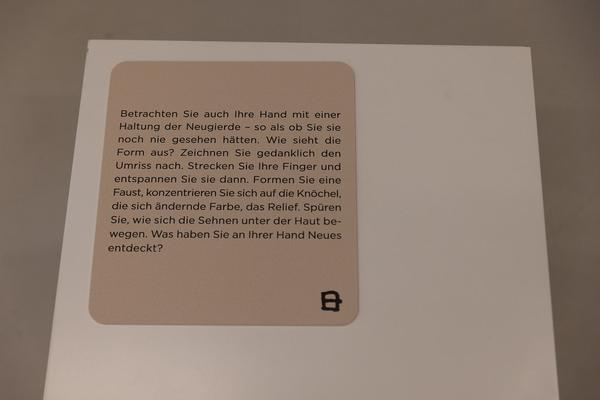 Betrachten Sie auch Ihre Hand mit einer
Haltung der Neugierde – so als ob Sie sie
noch nie gesehen hätten. Wie sieht die
Form aus? Zeichnen Sie gedanklich den
Umriss nach. Strecken Sie Ihre Finger und
entspannen Sie sie dann. Formen Sie eine
Faust, konzentrieren Sie sich auf die Knöchel,
die sich ändernde Farbe, das Relief. Spüren
Sie, wie sich die Sehnen unter der Haut be-
wegen. Was haben Sie an Ihrer Hand Neues
entdeckt?